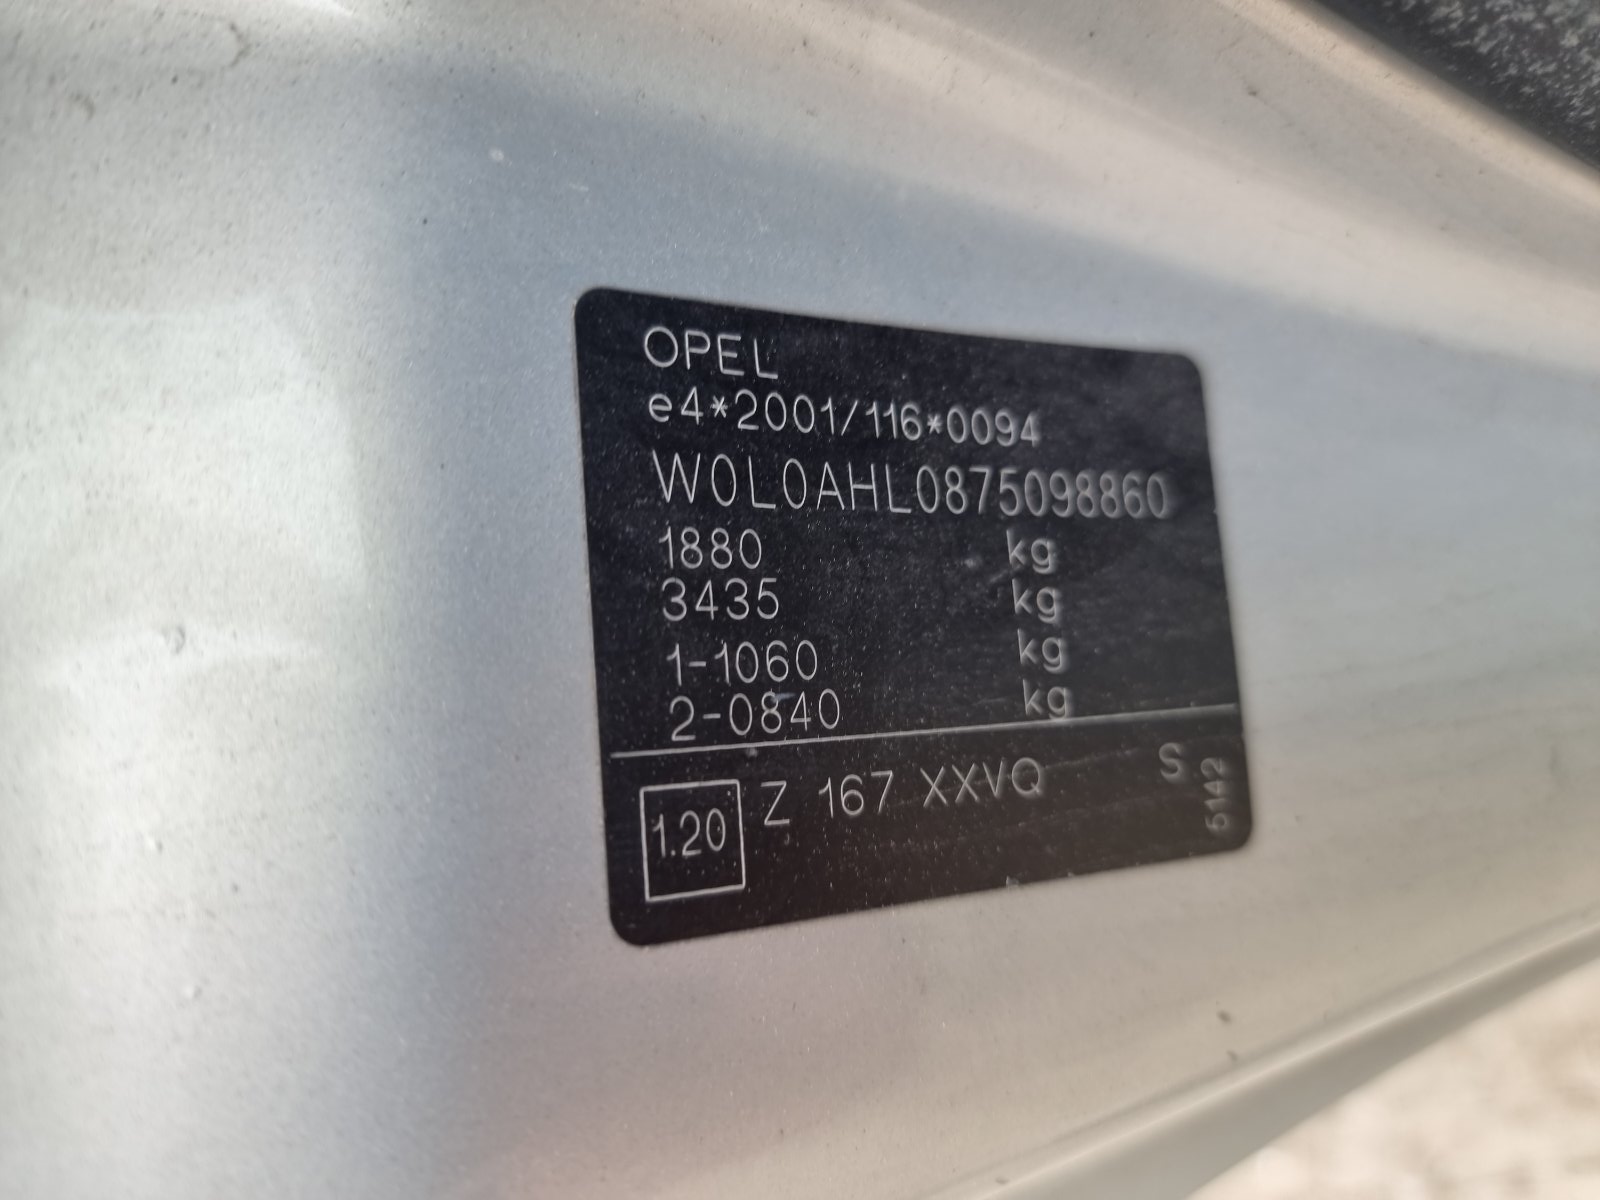 OPEL
e4*2001/116*0094
W0L0AHL0875098860
1880 kg
3435 kg
1-1060 kg
2-0840 kg
1.20 Z 167 XXVQ S
5142